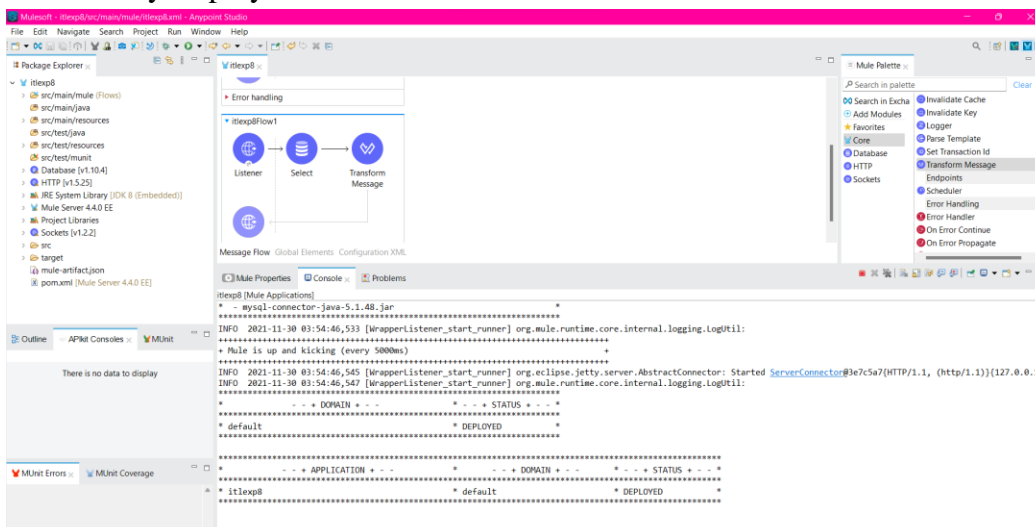 Mulesoft - itlexp8/src/main/mule/itlexp8.xml - Anypoint Studio
File Edit Navigate Search Project Run Window Help
Package Explorer
itlexp8
src/main/mule (Flows)
src/main/java
src/main/resources
src/test/java
src/test/resources
src/test/munit
Database [v1.10.4]
HTTP [v1.5.25]
JRE System Library [JDK 8 (Embedded)]
Mule Server 4.4.0 EE
Project Libraries
Sockets [v1.2.2]
src
target
mule-artifact.json
pom.xml [Mule Server 4.4.0 EE]
Outline APIkit Consoles MUnit
There is no data to display
MUnit Errors MUnit Coverage
itlexp8
Error handling
itlexp8Flow1
Listener Select Transform
Message
Message Flow Global Elements Configuration XML
Mule Palette
Search in palette Clear
Search in Excha
Add Modules
Favorites
Core
Database
HTTP
Sockets
Invalidate Cache
Invalidate Key
Logger
Parse Template
Set Transaction Id
Transform Message
Endpoints
Scheduler
Error Handling
Error Handler
On Error Continue
On Error Propagate
Mule Properties Console Problems
itlexp8 [Mule Applications]
* - mysql-connector-java-5.1.48.jar *
INFO 2021-11-30 03:54:46,533 [WrapperListener_start_runner] org.mule.runtime.core.internal.logging.LogUtil:
+ Mule is up and kicking (every 5000ms) +
INFO 2021-11-30 03:54:46,545 [WrapperListener_start_runner] org.eclipse.jetty.server.AbstractConnector: Started ServerConnector@3e7c5a7{HTTP/1.1, (http/1.1)}{127.0.0.
INFO 2021-11-30 03:54:46,547 [WrapperListener_start_runner] org.mule.runtime.core.internal.logging.LogUtil:
* - - + DOMAIN + - - * - - + STATUS + - - *
* default * DEPLOYED *
* - - + APPLICATION + - - * - - + DOMAIN + - - * - - + STATUS + - - *
* itlexp8 * default * DEPLOYED *